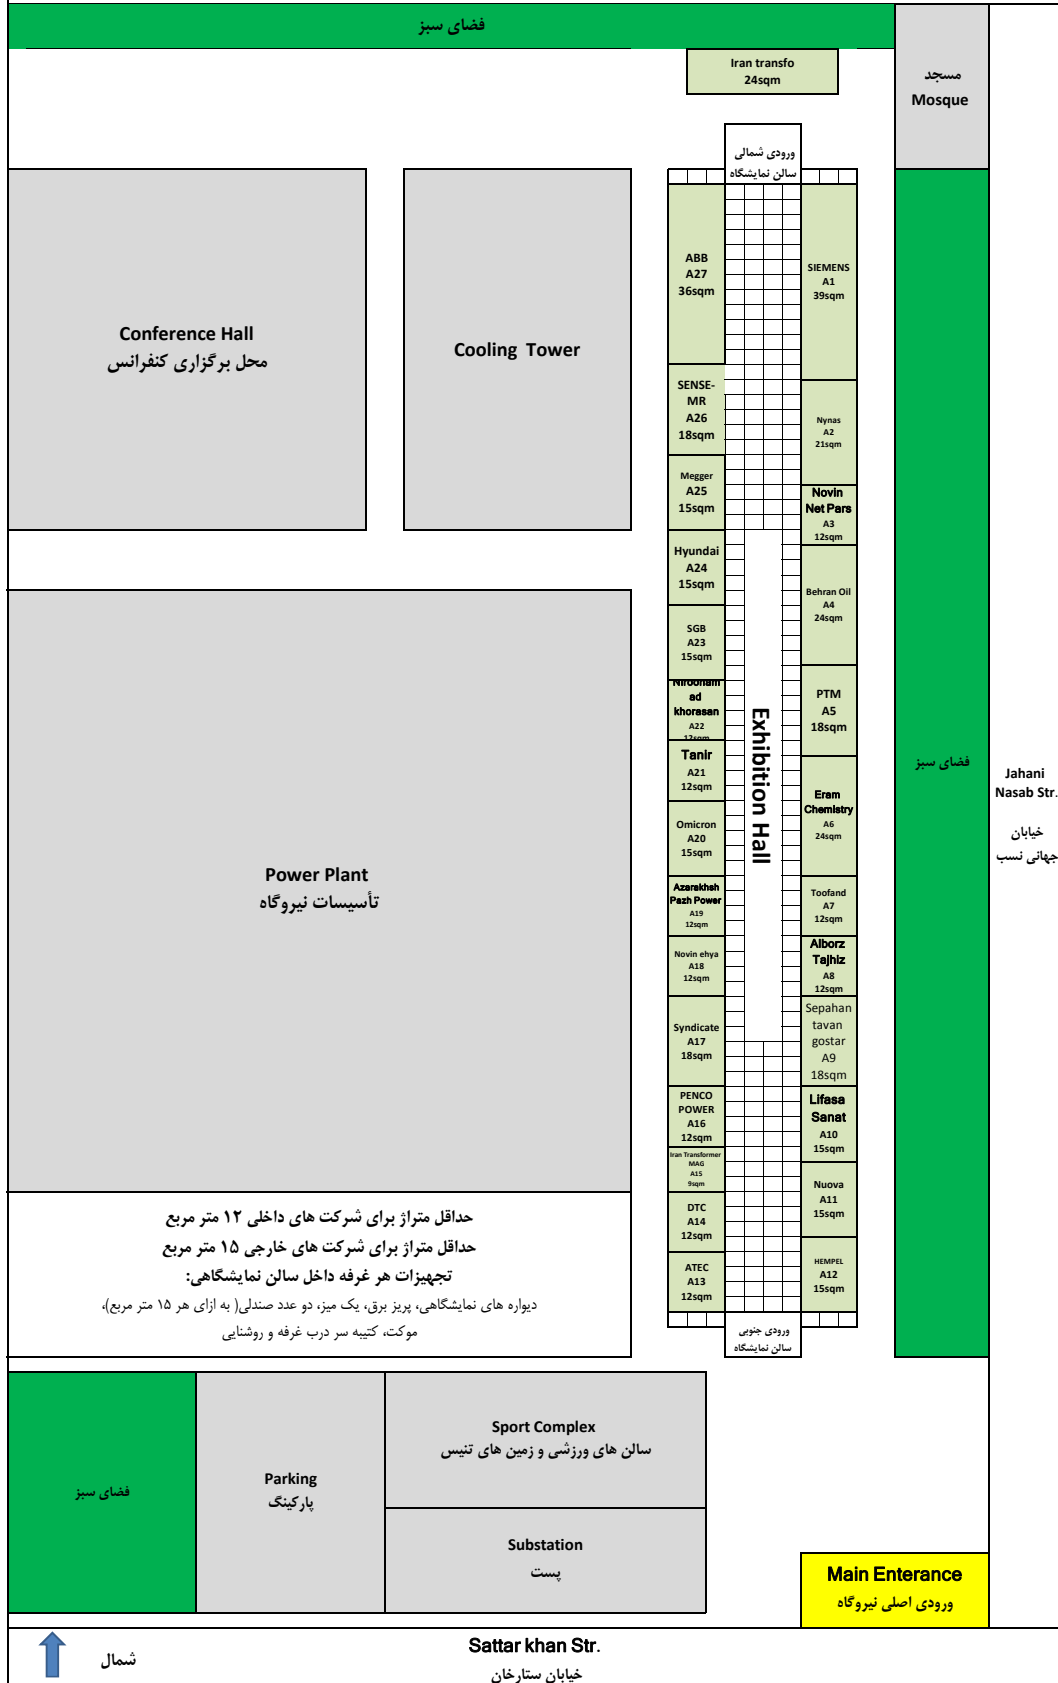 فضای سبز
Iran transfo
24sqm
مسجد
Mosque
ورودی شمالی
سالن نمایشگاه
Conference Hall
محل برگزاری کنفرانس
Cooling Tower
ABB
A27
36sqm
SENSE-
MR
A26
18sqm
Megger
A25
15sqm
Hyundai
A24
15sqm
SGB
A23
15sqm
Niroonam
ad
khorasan
A22
12sqm
Tanir
A21
12sqm
Omicron
A20
15sqm
Azarakhsh
Pazh Power
A19
12sqm
Novin ehya
A18
12sqm
Syndicate
A17
18sqm
PENCO
POWER
A16
12sqm
Iran Transformer
MAG
A15
9sqm
DTC
A14
12sqm
ATEC
A13
12sqm
Exhibition Hall
SIEMENS
A1
39sqm
Nynas
A2
21sqm
Novin
Net Pars
A3
12sqm
Behran Oil
A4
24sqm
PTM
A5
18sqm
Eram
Chemistry
A6
24sqm
Toofand
A7
12sqm
Alborz
Tajhiz
A8
12sqm
Sepahan
tavan
gostar
A9
18sqm
Lifasa
Sanat
A10
15sqm
Nuova
A11
15sqm
HEMPEL
A12
15sqm
ورودی جنوبی
سالن نمایشگاه
فضای سبز
Jahani
Nasab Str.
خیابان
جهانی نسب
Power Plant
تأسیسات نیروگاه
حداقل متراژ برای شرکت های داخلی ۱۲ متر مربع
حداقل متراژ برای شرکت های خارجی ۱۵ متر مربع
تجهیزات هر غرفه داخل سالن نمایشگاهی:
دیواره های نمایشگاهی، پریز برق، یک میز، دو عدد صندلی( به ازای هر ۱۵ متر مربع)،
موکت، کتیبه سر درب غرفه و روشنایی
فضای سبز
Parking
پارکینگ
Sport Complex
سالن های ورزشی و زمین های تنیس
Substation
پست
Main Enterance
ورودی اصلی نیروگاه
شمال
Sattar khan Str.
خیابان ستارخان